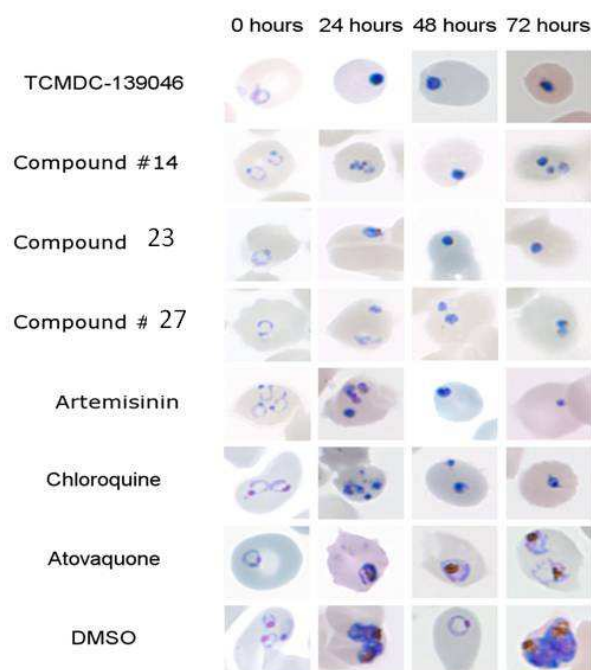 0 hours 24 hours 48 hours 72 hours
TCMDC-139046
Compound #14
Compound 23
Compound # 27
Artemisinin
Chloroquine
Atovaquone
DMSO